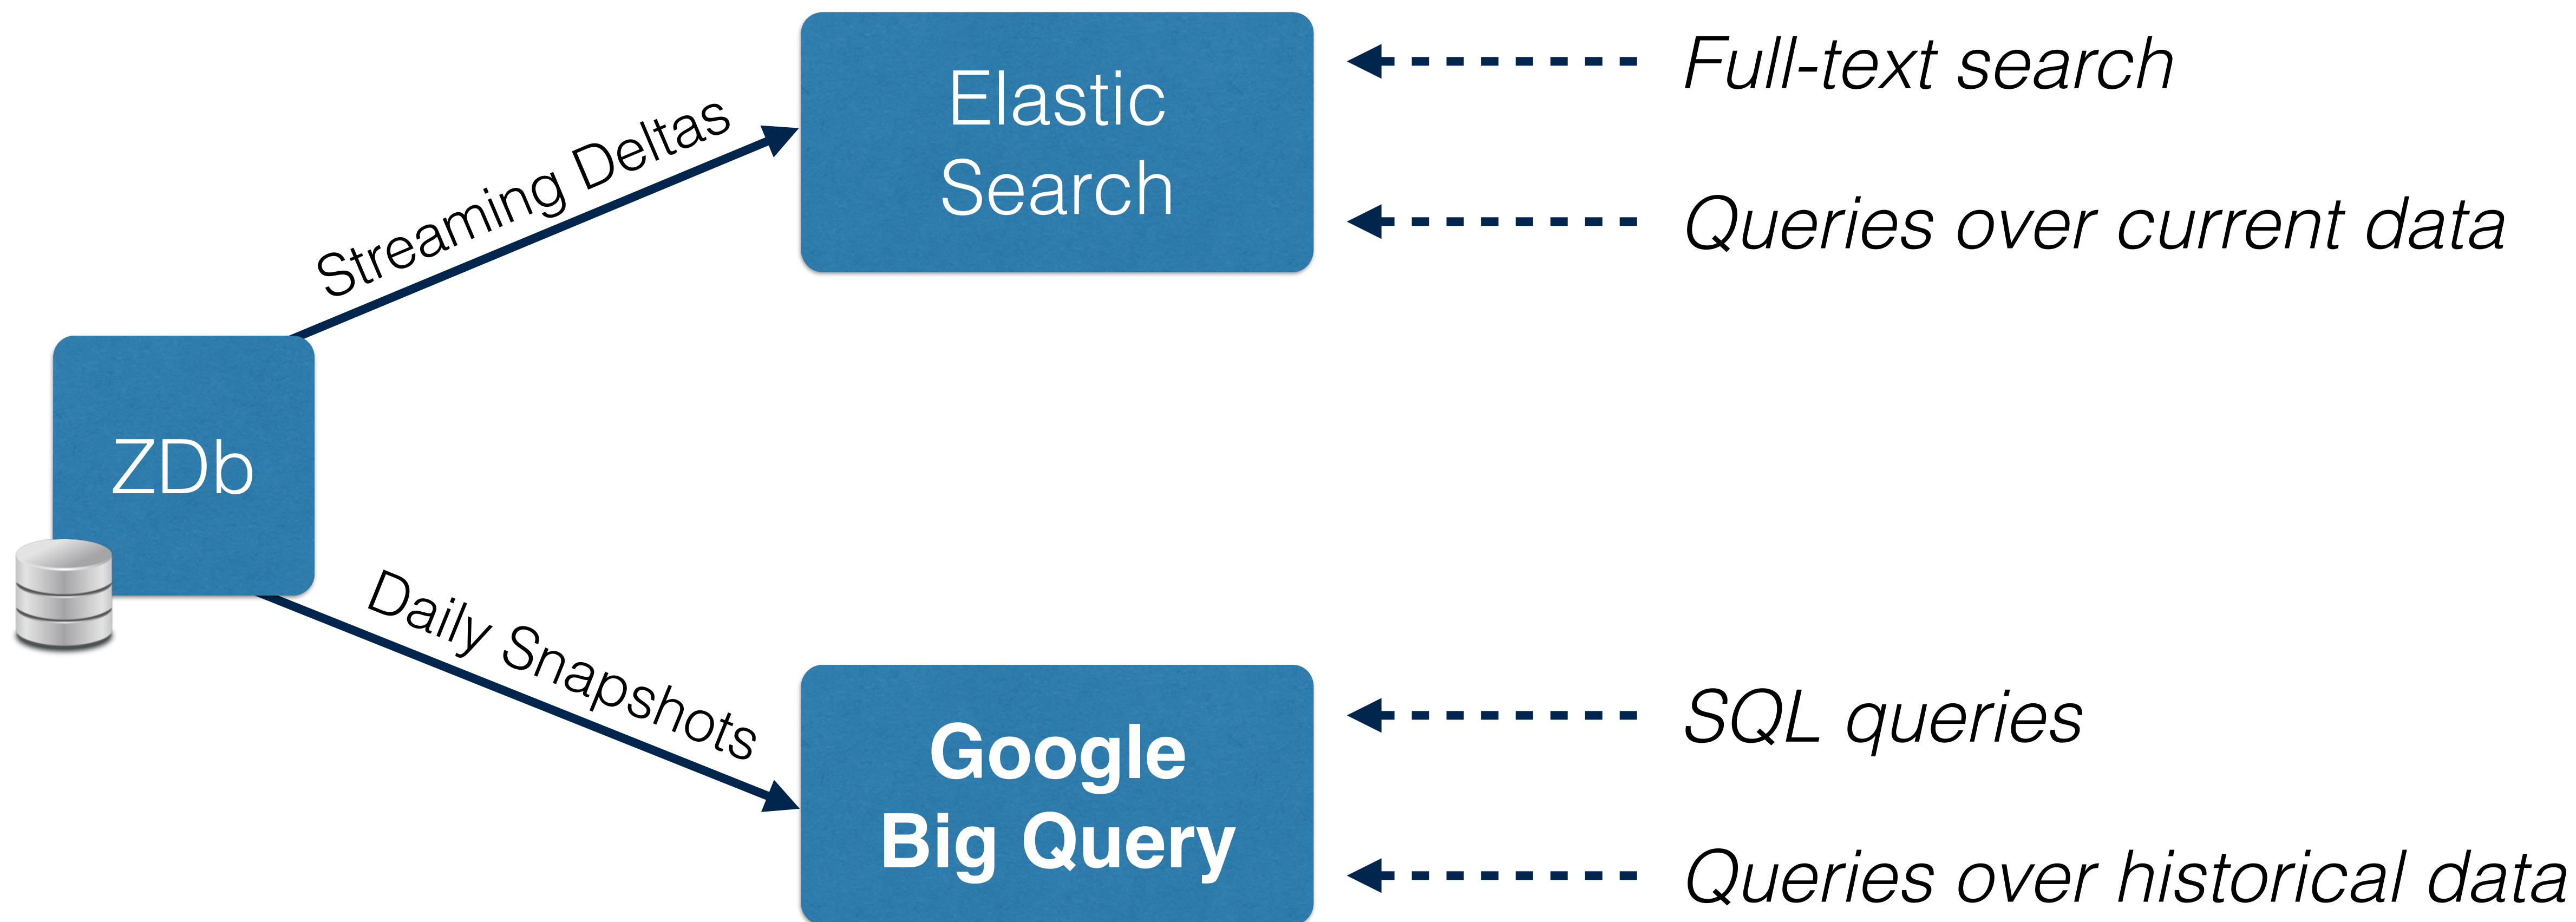 Elastic
Search
Full-text search
Queries over current data
Streaming Deltas
ZDb
Daily Snapshots
Google
Big Query
SQL queries
Queries over historical data